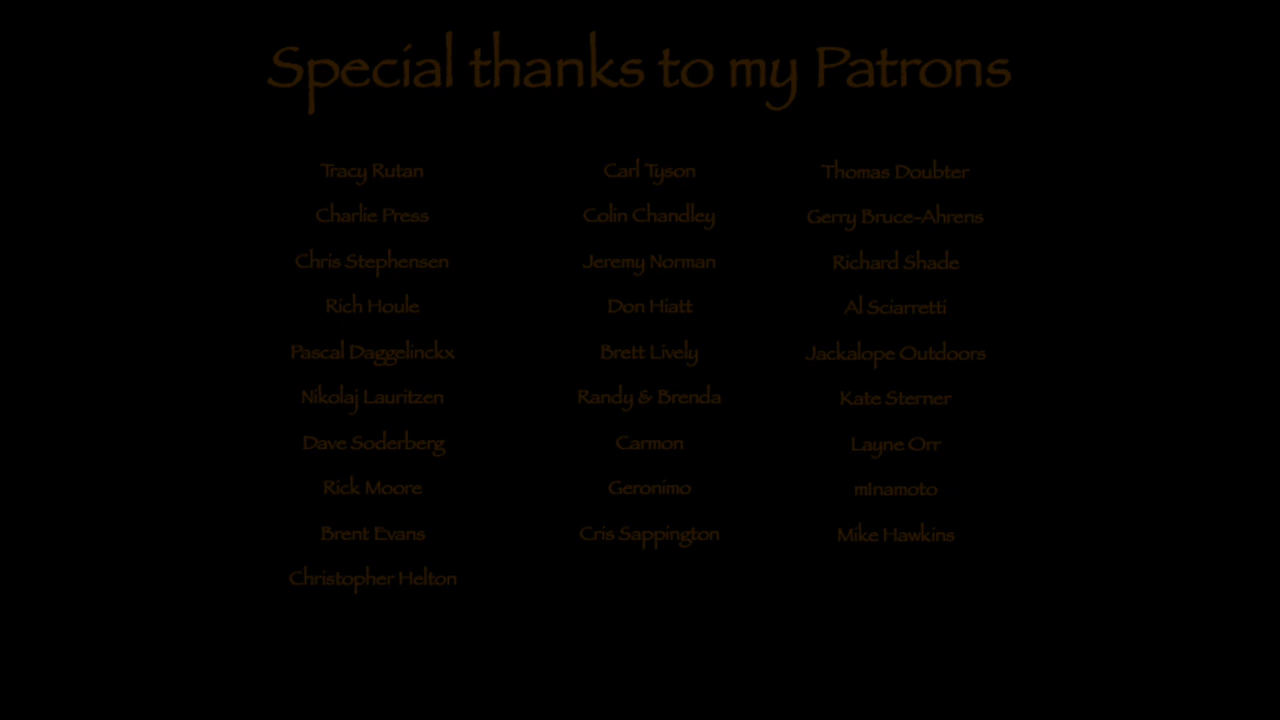 Special thanks to my Patrons
Tracy Rutan
Charlie Press
Chris Stephensen
Rich Houle
Pascal Daggelinckx
Nikolaj Lauritzen
Dave Soderberg
Rick Moore
Brent Evans
Christopher Helton
Carl Tyson
Colin Chandley
Jeremy Norman
Don Hiatt
Brett Lively
Randy & Brenda
Carmon
Geronimo
Cris Sappington
Thomas Doubter
Gerry Bruce-Ahrens
Richard Shade
Al Sciarretti
Jackalope Outdoors
Kate Sterner
Layne Orr
m1namoto
Mike Hawkins